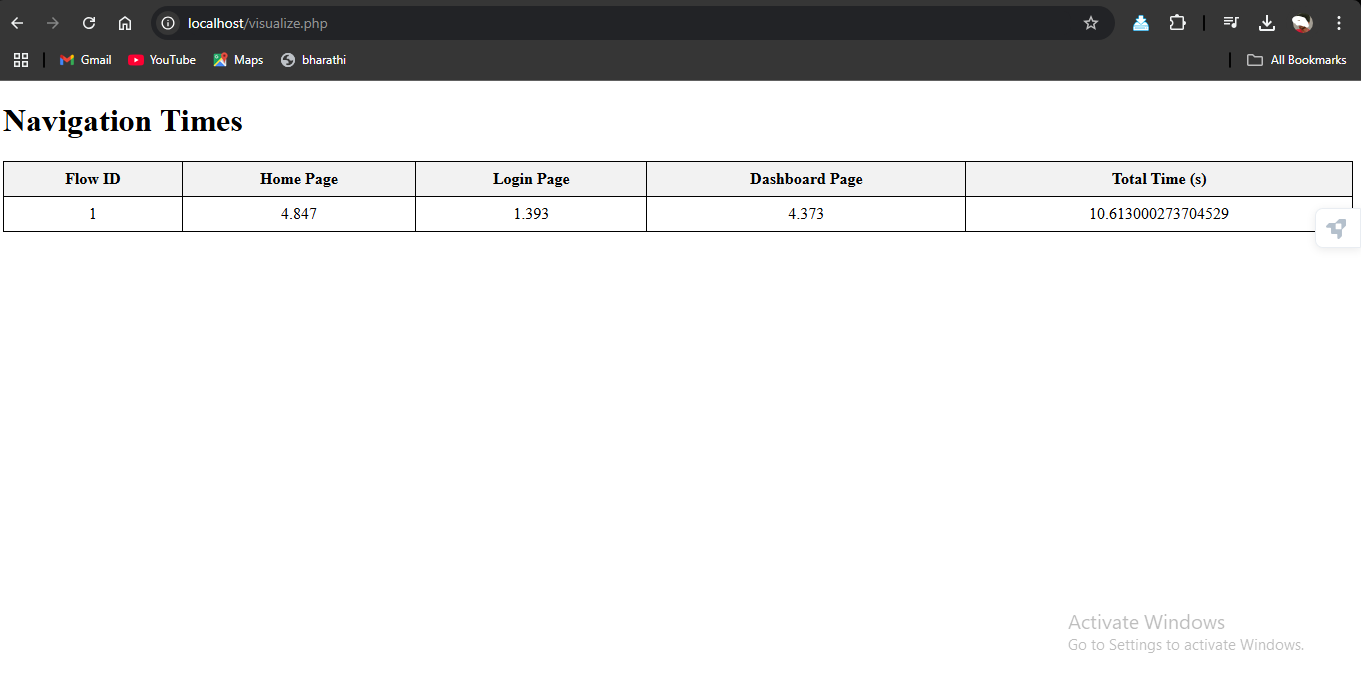 localhost/visualize.php
Gmail YouTube Maps bharathi All Bookmarks
Navigation Times
Flow ID Home Page Login Page Dashboard Page Total Time (s)
1 4.847 1.393 4.373 10.613000273704529
Activate Windows
Go to Settings to activate Windows.